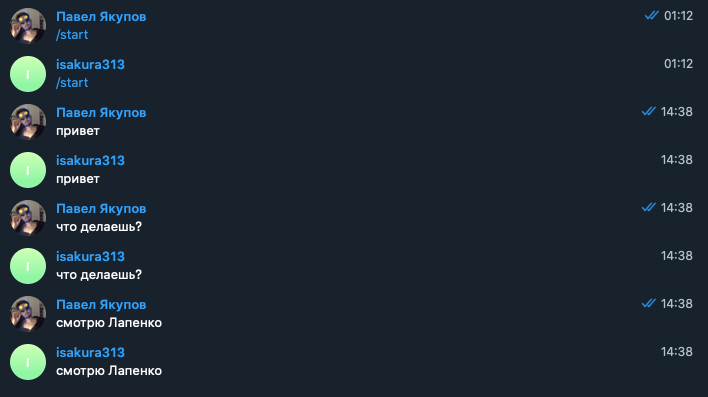 Павел Якупов
01:12
/start
isakura313
01:12
/start
Павел Якупов
14:38
привет
I
isakura313
14:38
привет
Павел Якупов
14:38
что делаешь?
I
isakura313
14:38
что делаешь?
Павел Якупов
14:38
смотрю Лапенко
I
isakura313
14:38
смотрю Лапенко